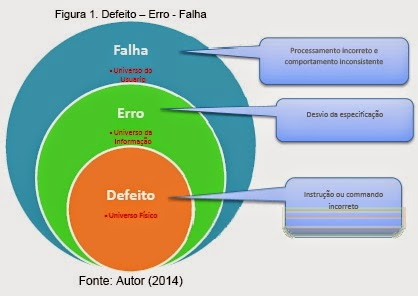 Figura 1. Defeito – Erro - Falha
Falha
• Universo do
Usuario
Processamento incorreto e
comportamento inconsistente
Erro
• Universo da
Informação
Desvio da especificação
Defeito
• Universo Físico
Instrução ou commando
incorreto
Fonte: Autor (2014)